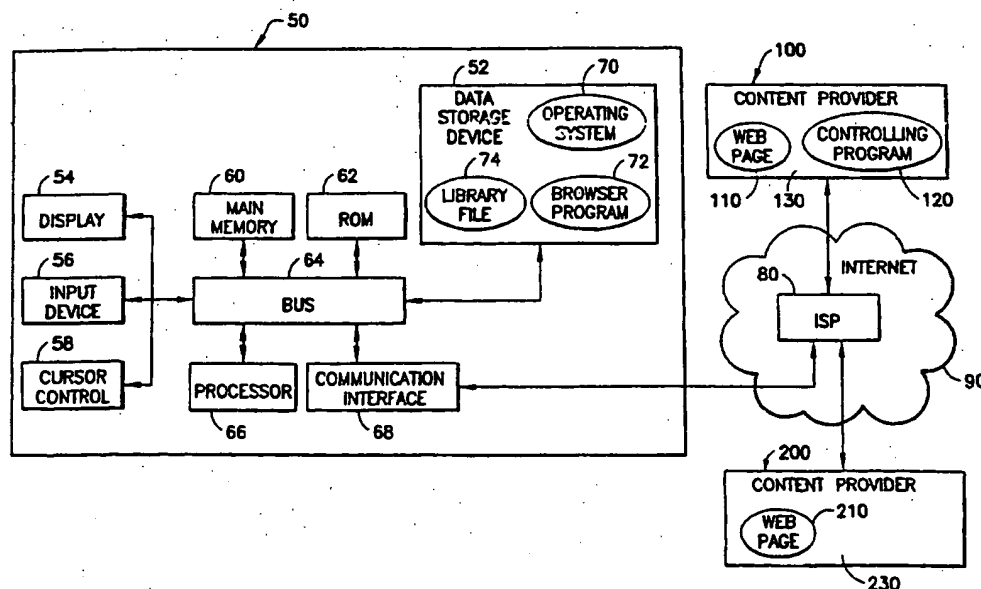 50
52
DATA
STORAGE
DEVICE
70
OPERATING
SYSTEM
74
LIBRARY
FILE
72
BROWSER
PROGRAM
54
DISPLAY
56
INPUT
DEVICE
58
CURSOR
CONTROL
60
MAIN
MEMORY
62
ROM
64
BUS
PROCESSOR
66
COMMUNICATION
INTERFACE
68
100
CONTENT PROVIDER
WEB
PAGE
CONTROLLING
PROGRAM
110
130
120
INTERNET
80
ISP
90
200
CONTENT PROVIDER
WEB
PAGE
210
230